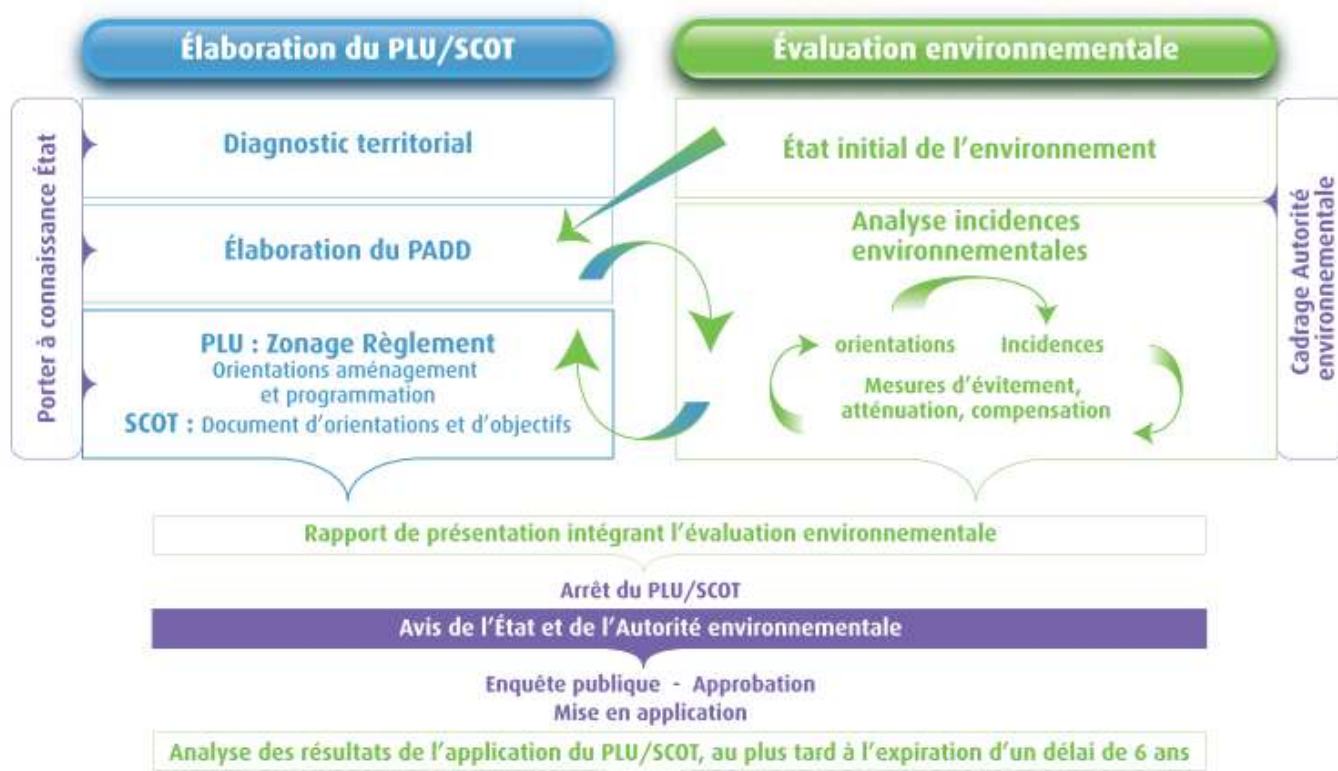 Élaboration du PLU/SCOT
Évaluation environnementale
Porter à connaissance État
Diagnostic territorial
Élaboration du PADD
PLU : Zonage Règlement
Orientations aménagement
et programmation
SCOT : Document d'orientations et d'objectifs
État initial de l'environnement
Analyse incidences
environnementales
orientations
Incidences
Mesures d'évitement,
atténuation, compensation
Cadrage Autorité
environnementale
Rapport de présentation intégrant l'évaluation environnementale
Arrêt du PLU/SCOT
Avis de l'État et de l'Autorité environnementale
Enquête publique - Approbation
Mise en application
Analyse des résultats de l'application du PLU/SCOT, au plus tard à l'expiration d'un délai de 6 ans